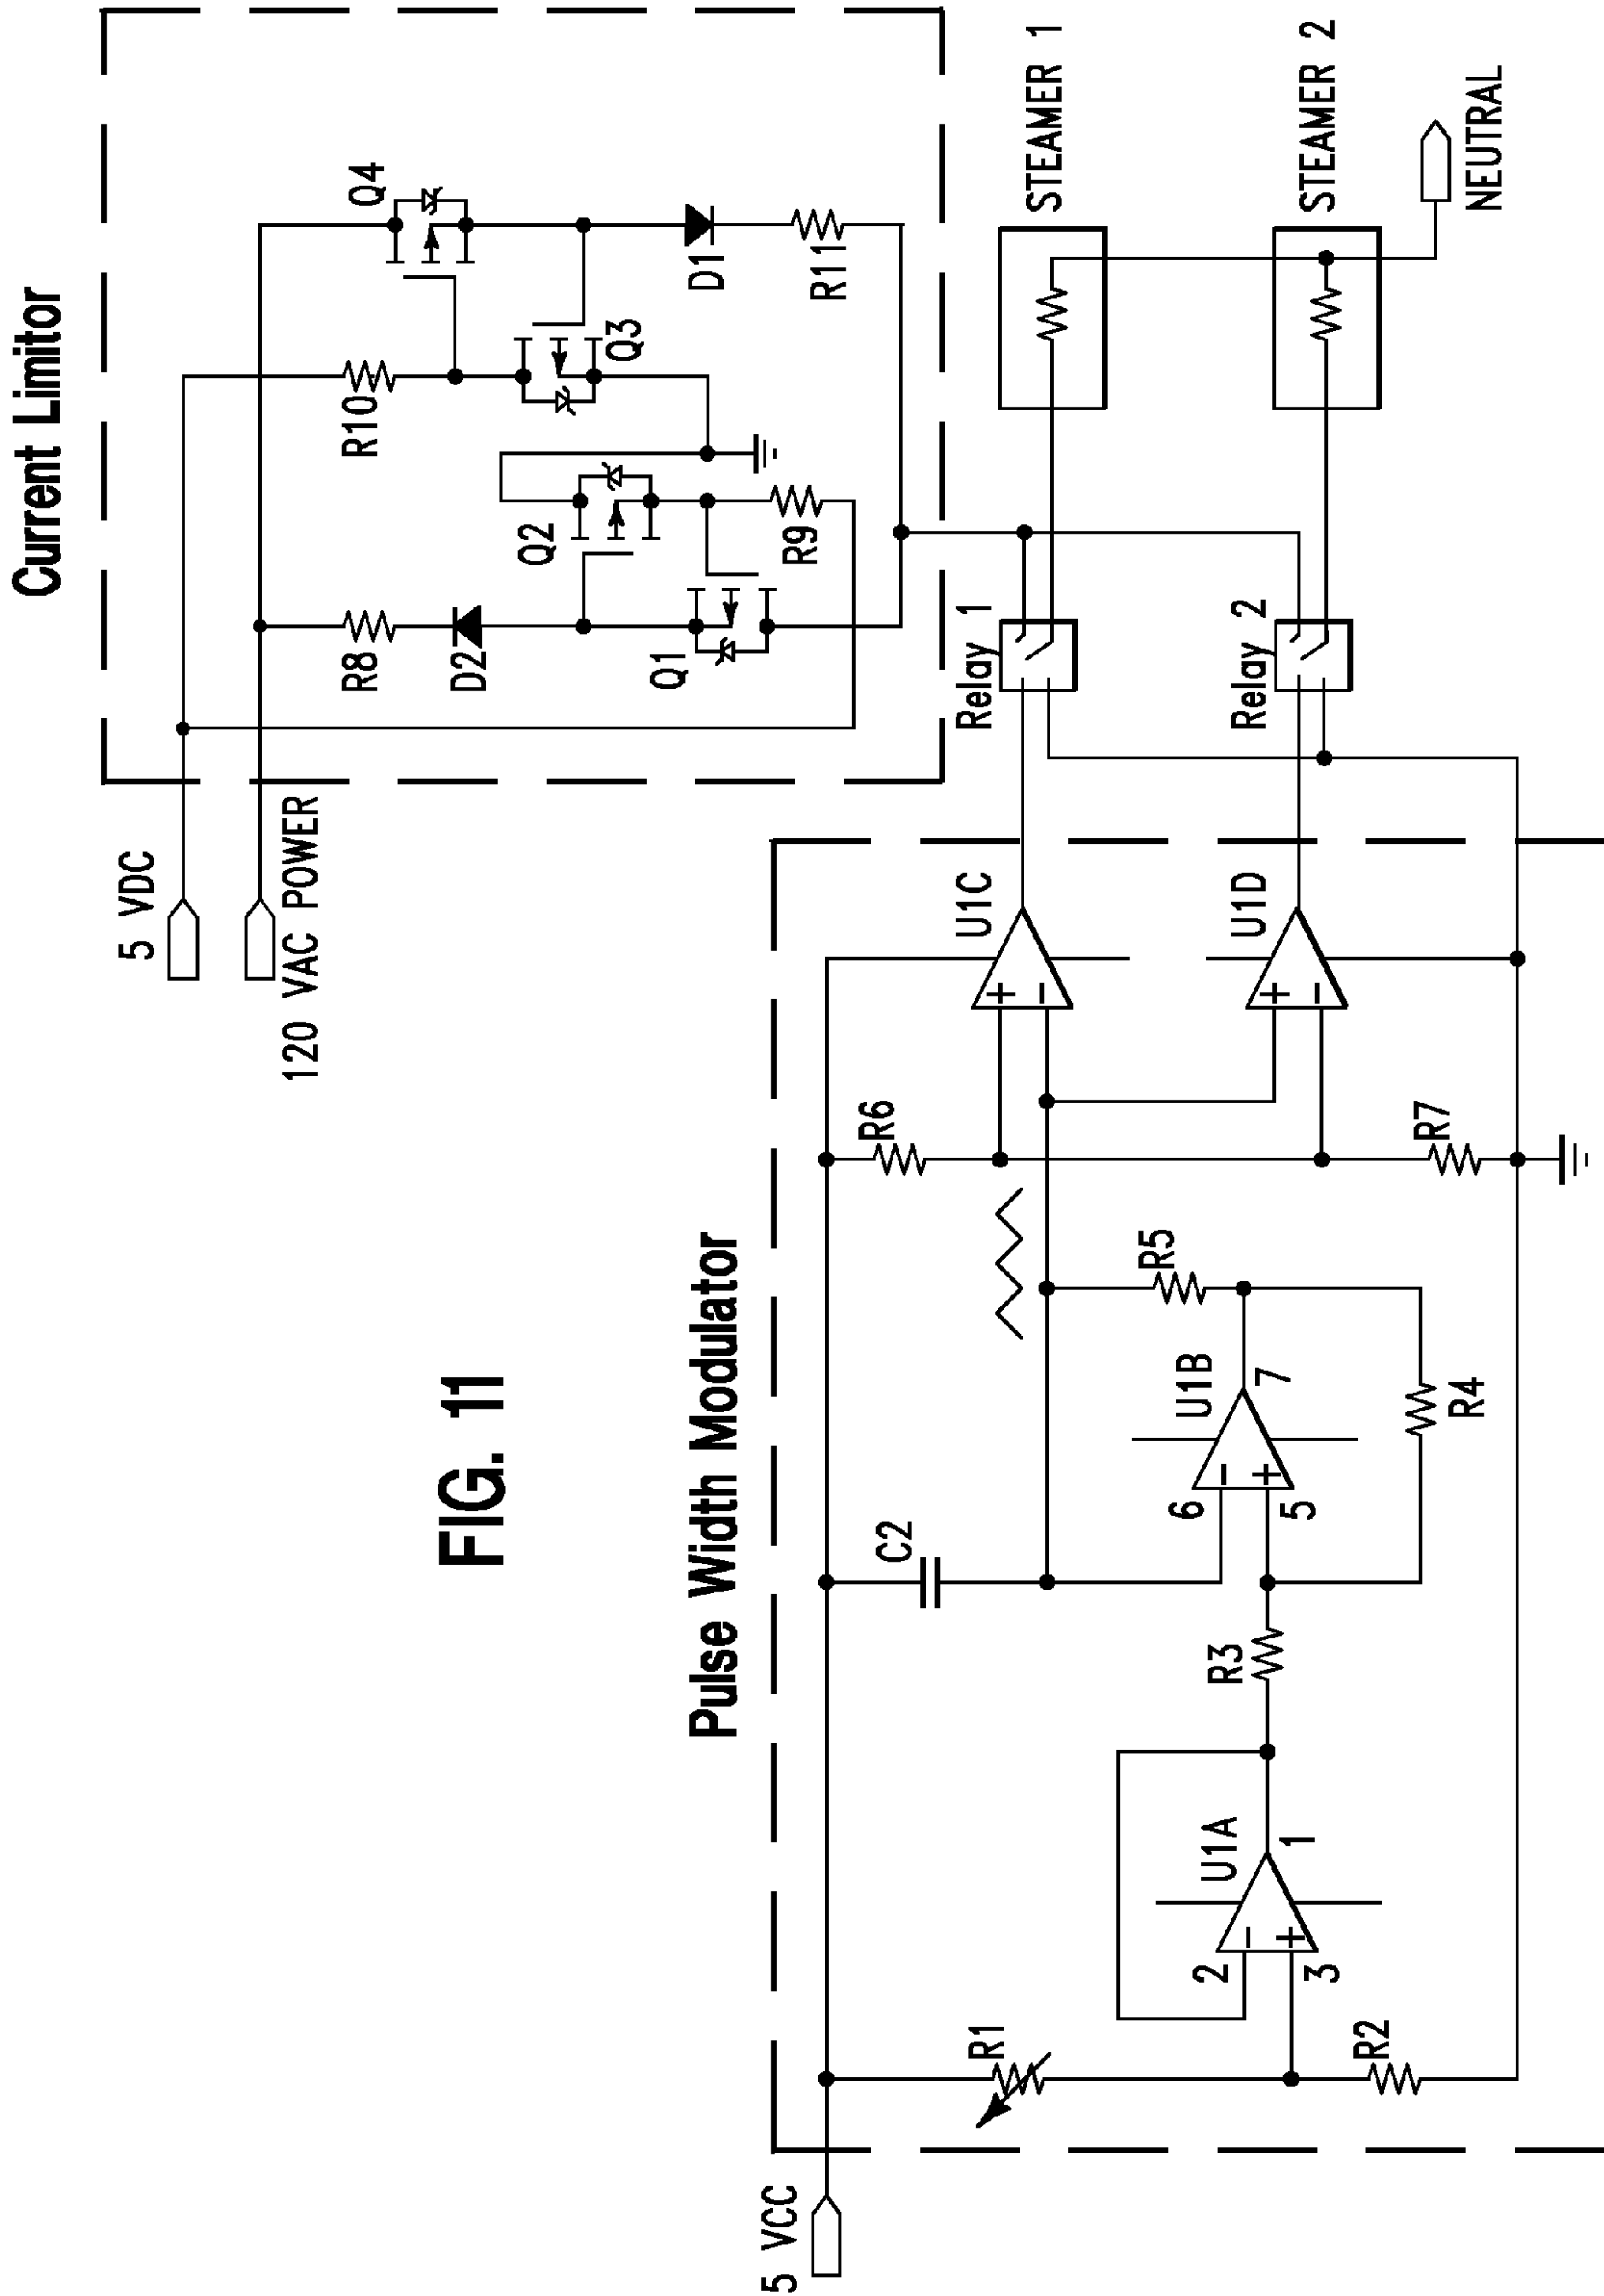 FIG. 11
Current Limitor
5 VDC
120 VAC POWER
R8
D2
Q1
Q2
R9
R10
Q3
Q4
D1
R11
Pulse Width Modulator
5 VCC
R1
R2
U1A
2
-
3
+
1
R3
C2
U1B
6
-
5
+
7
R4
R5
R6
R7
U1C
+
-
U1D
+
-
Relay 1
Relay 2
STEAMER 1
STEAMER 2
NEUTRAL